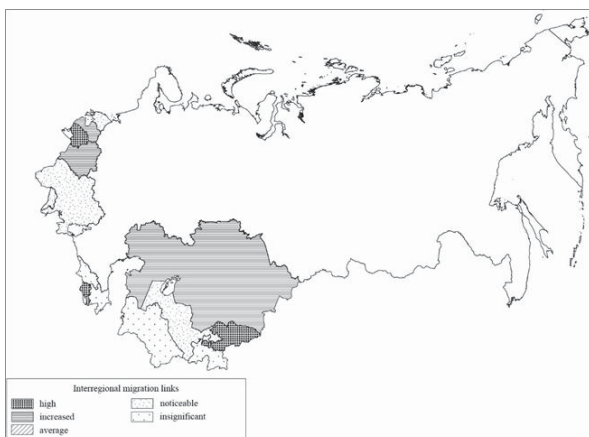 Interregional migration links
high
increased
average
noticeable
insignificant